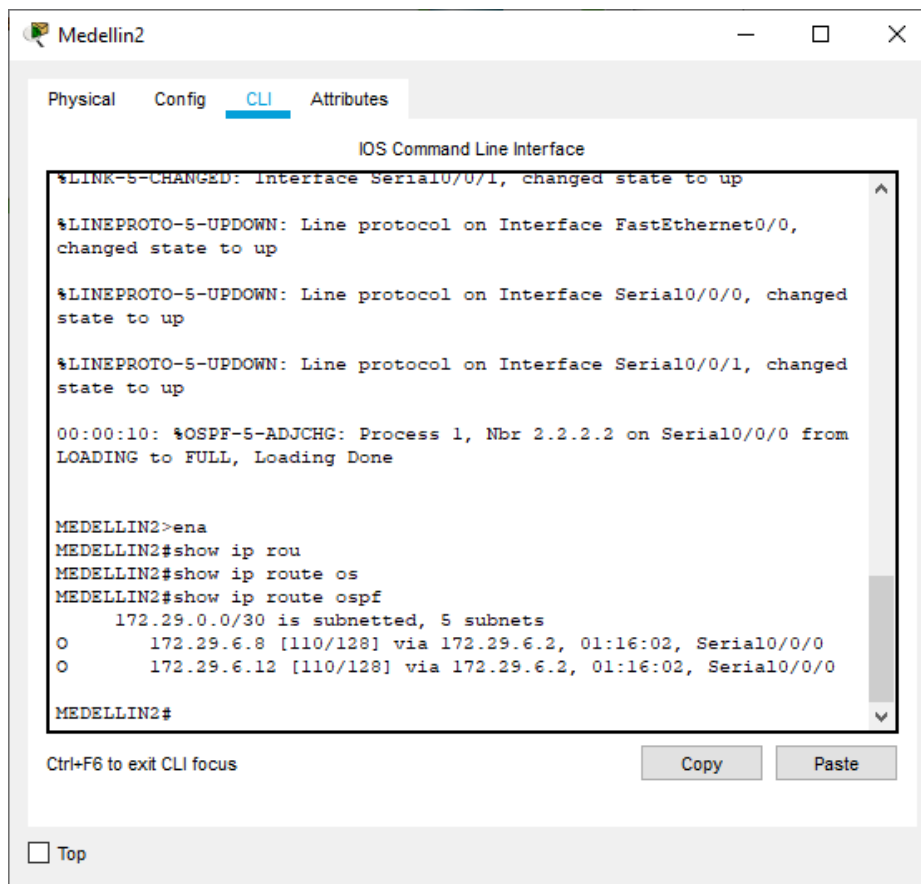 Medellin2
Physical Config CLI Attributes
IOS Command Line Interface
%LINK-5-CHANGED: Interface Serial0/0/1, changed state to up
%LINEPROTO-5-UPDOWN: Line protocol on Interface FastEthernet0/0,
changed state to up
%LINEPROTO-5-UPDOWN: Line protocol on Interface Serial0/0/0, changed
state to up
%LINEPROTO-5-UPDOWN: Line protocol on Interface Serial0/0/1, changed
state to up
00:00:10: %OSPF-5-ADJCHG: Process 1, Nbr 2.2.2.2 on Serial0/0/0 from
LOADING to FULL, Loading Done
MEDELLIN2>ena
MEDELLIN2#show ip rou
MEDELLIN2#show ip route os
MEDELLIN2#show ip route ospf
172.29.0.0/30 is subnetted, 5 subnets
O 172.29.6.8 [110/128] via 172.29.6.2, 01:16:02, Serial0/0/0
O 172.29.6.12 [110/128] via 172.29.6.2, 01:16:02, Serial0/0/0
MEDELLIN2#
Ctrl+F6 to exit CLI focus
Copy Paste
Top